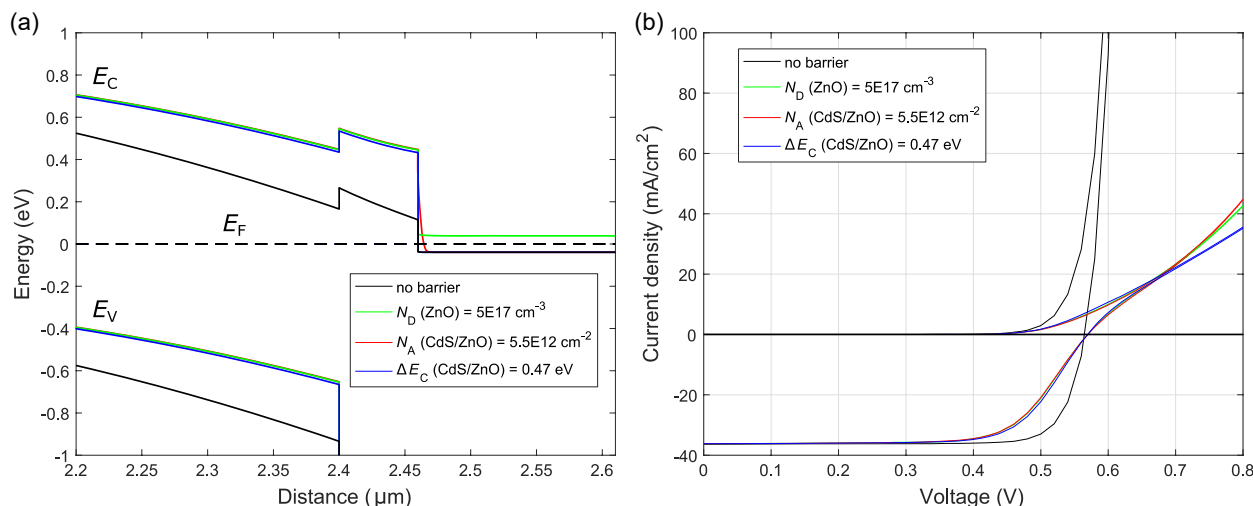 (a)
1
0.8
0.6
0.4
0.2
0
-0.2
-0.4
-0.6
-0.8
-1
Energy (eV)
E_C
E_F
E_V
no barrier
N_D (ZnO) = 5E17 cm⁻³
N_A (CdS/ZnO) = 5.5E12 cm⁻²
ΔE_C (CdS/ZnO) = 0.47 eV
2.2 2.25 2.3 2.35 2.4 2.45 2.5 2.55 2.6
Distance (µm)
(b)
100
80
60
40
20
0
-20
-40
Current density (mA/cm²)
no barrier
N_D (ZnO) = 5E17 cm⁻³
N_A (CdS/ZnO) = 5.5E12 cm⁻²
ΔE_C (CdS/ZnO) = 0.47 eV
0 0.1 0.2 0.3 0.4 0.5 0.6 0.7 0.8
Voltage (V)